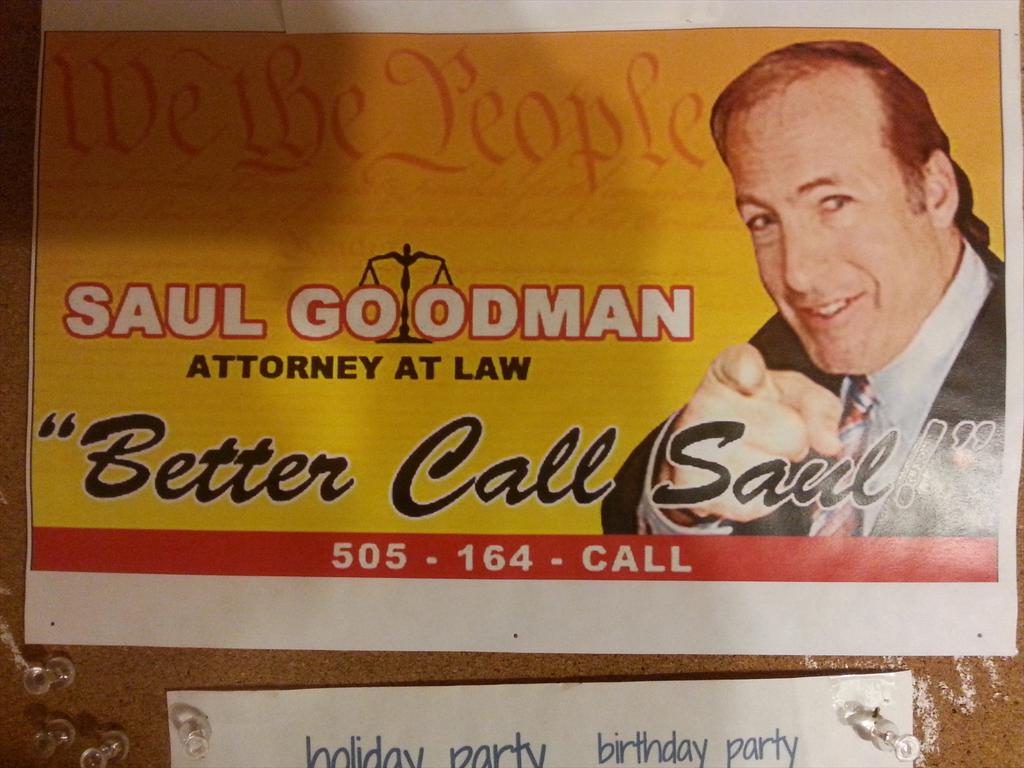 We the People
SAUL GOODMAN
ATTORNEY AT LAW
"Better Call Saul!"
505 - 164 - CALL
holiday party birthday party